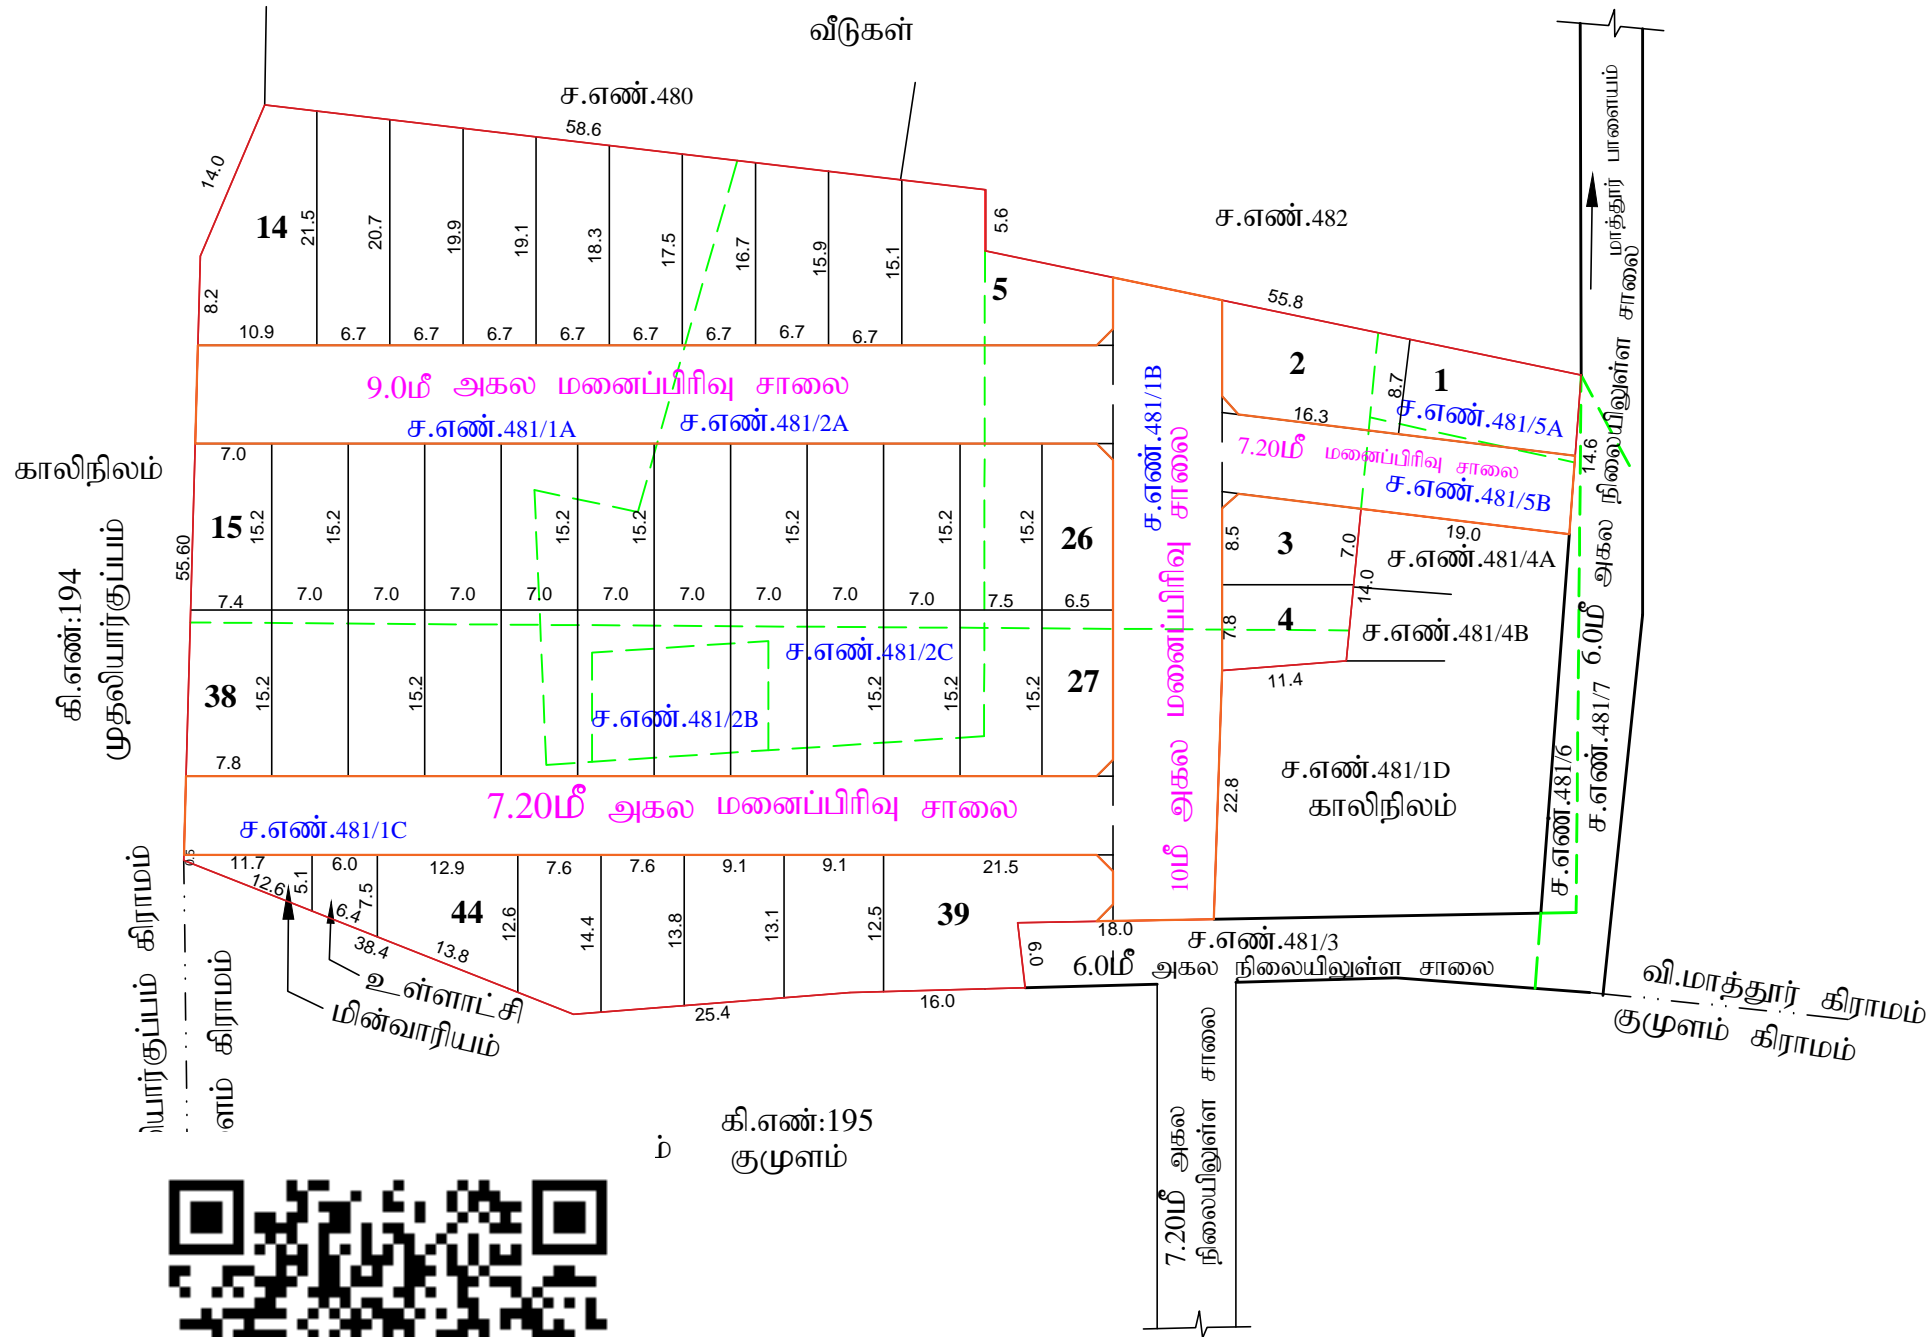 வீடுகள்
ச.எண்.480
58.6
14.0
14
21.5
20.7
19.9
19.1
18.3
17.5
16.7
15.9
15.1
5.6
5
8.2
10.9
6.7
6.7
6.7
6.7
6.7
6.7
6.7
6.7
ச.எண்.482
55.8
மாத்தூர் பாளையம்
9.0மீ அகல மனைப்பிரிவு சாலை
ச.எண்.481/1A
ச.எண்.481/2A
ச.எண்.481/1B
10மீ அகல மனைப்பிரிவு சாலை
2
1
8.7
16.3
ச.எண்.481/5A
7.20மீ மனைப்பிரிவு சாலை
ச.எண்.481/5B
14.6
19.0
காலிநிலம்
கி.எண்:194
முதலியார்குப்பம்
55.60
7.0
15
15.2
15.2
15.2
15.2
15.2
15.2
15.2
26
7.4
7.0
7.0
7.0
7.0
7.0
7.0
7.0
7.0
7.0
7.5
6.5
8.5
3
7.0
ச.எண்.481/4A
14.0
7.8
4
ச.எண்.481/4B
11.4
38
15.2
15.2
15.2
15.2
15.2
27
ச.எண்.481/2C
ச.எண்.481/2B
7.8
7.20மீ அகல மனைப்பிரிவு சாலை
ச.எண்.481/1C
22.8
ச.எண்.481/1D
காலிநிலம்
ச.எண்.481/6
ச.எண்.481/7 6.0மீ அகல நிலையிலுள்ள சாலை
0.5
11.7
6.0
12.9
7.6
7.6
9.1
9.1
21.5
12.6
5.1
6.4
7.5
38.4
13.8
44
12.6
14.4
13.8
13.1
12.5
39
6.0
18.0
16.0
25.4
ச.எண்.481/3
6.0மீ அகல நிலையிலுள்ள சாலை
உள்ளாட்சி
மின்வாரியம்
யார்குப்பம் கிராமம்
ளம் கிராமம்
வி.மாத்தூர் கிராமம்
குமுளம் கிராமம்
கி.எண்:195
ம் குமுளம்
7.20மீ அகல
நிலையிலுள்ள சாலை